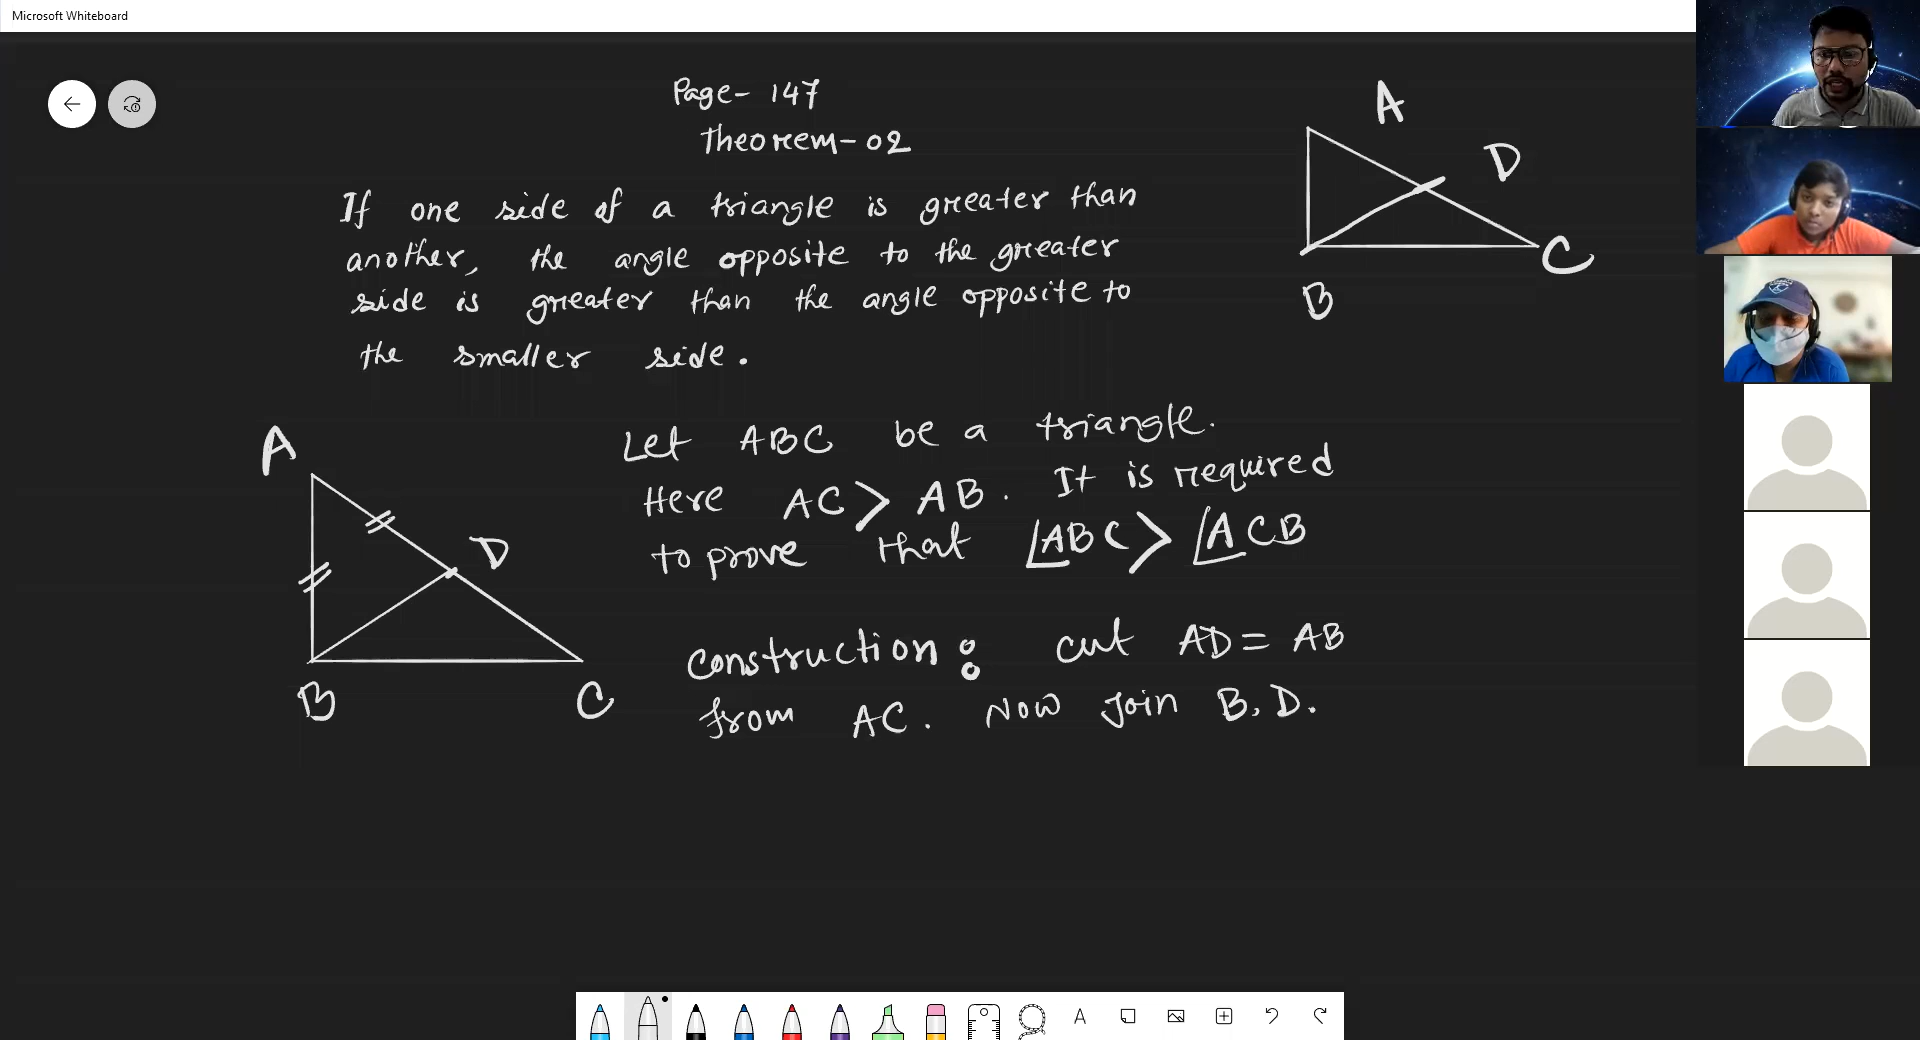 Microsoft Whiteboard
Page- 147
Theorem- 02
If one side of a triangle is greater than
another, the angle opposite to the greater
side is greater than the angle opposite to
the smaller side.
A
D
B
C
A
D
B
C
Let ABC be a triangle.
Here AC > AB. It is required
to prove that ∠ABC > ∠ACB
construction: cut AD = AB
from AC. Now Join B, D.
A